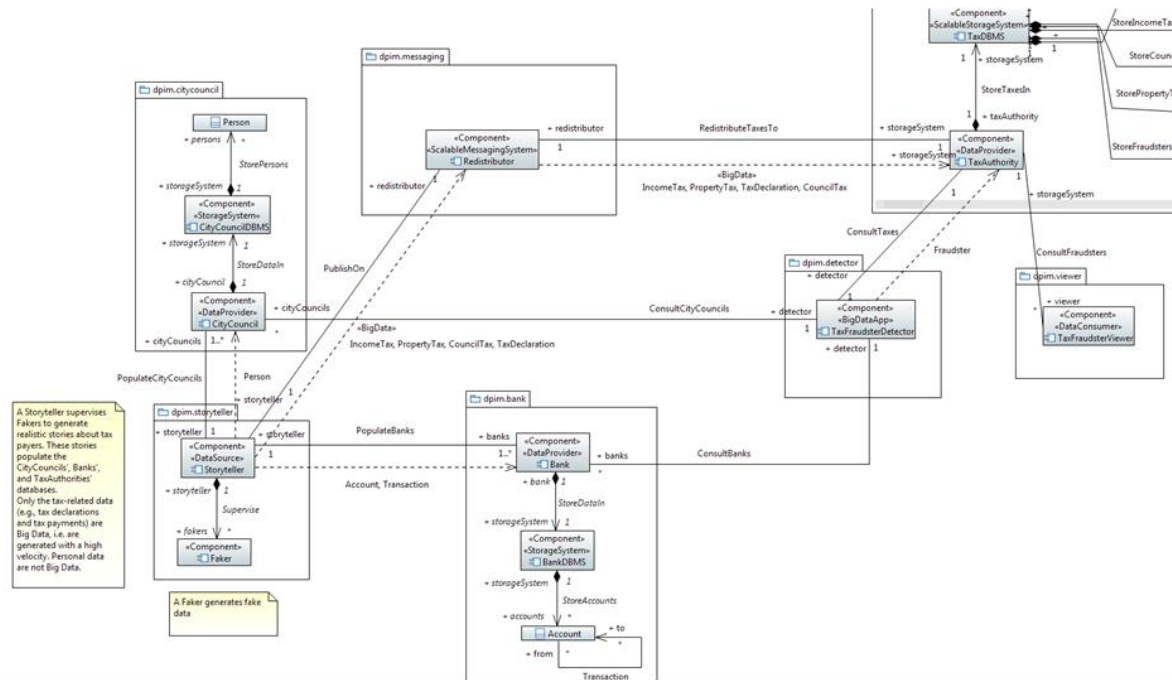 «Component»
«ScalableStorageSystem»
TaxDBMS
1
1
+ storageSystem
StoreTaxesIn
1
+ taxAuthority
StoreIncomeTa
StoreCoun
StorePropertyT
StoreFraudsters
dpim.messaging
«Component»
«ScalableMessagingSystem»
Redistributor
+ redistributor
1
RedistributeTaxesTo
+ storageSystem
1
+ storageSystem
«BigData»
IncomeTax, PropertyTax, TaxDeclaration, CouncilTax
+ redistributor
1
«Component»
«DataProvider»
TaxAuthority
1
1
+ storageSystem
dpim.citycouncil
Person
+ persons
*
StorePersons
+ storageSystem
1
«Component»
«StorageSystem»
CityCouncilDBMS
+ storageSystem
1
StoreDataIn
+ cityCouncil
1
«Component»
«DataProvider»
CityCouncil
+ cityCouncils
*
+ cityCouncils
1..*
PublishOn
ConsultCityCouncils
«BigData»
IncomeTax, PropertyTax, CouncilTax, TaxDeclaration
ConsultTaxes
Fraudster
ConsultFraudsters
dpim.detector
+ detector
1
+ detector
1
«Component»
«BigDataApp»
TaxFraudsterDetector
+ detector
1
dpim.viewer
+ viewer
*
«Component»
«DataConsumer»
TaxFraudsterViewer
PopulateCityCouncils
Person
+ storyteller
1
A Storyteller supervises
Fakers to generate
realistic stories about tax
payers. These stories
populate the
CityCouncils', Banks',
and TaxAuthorities'
databases.
Only the tax-related data
(e.g., tax declarations
and tax payments) are
Big Data, i.e. are
generated with a high
velocity. Personal data
are not Big Data.
dpim.storyteller
+ storyteller
1
+ storyteller
1
«Component»
«DataSource»
Storyteller
+ storyteller
1
Supervise
+ fakers
*
«Component»
Faker
A Faker generates fake
data
PopulateBanks
Account, Transaction
dpim.bank
+ banks
1..*
«Component»
«DataProvider»
Bank
+ banks
*
ConsultBanks
+ bank
1
StoreDataIn
+ storageSystem
1
«Component»
«StorageSystem»
BankDBMS
+ storageSystem
1
StoreAccounts
+ accounts
*
Account
+ to
*
+ from
*
Transaction